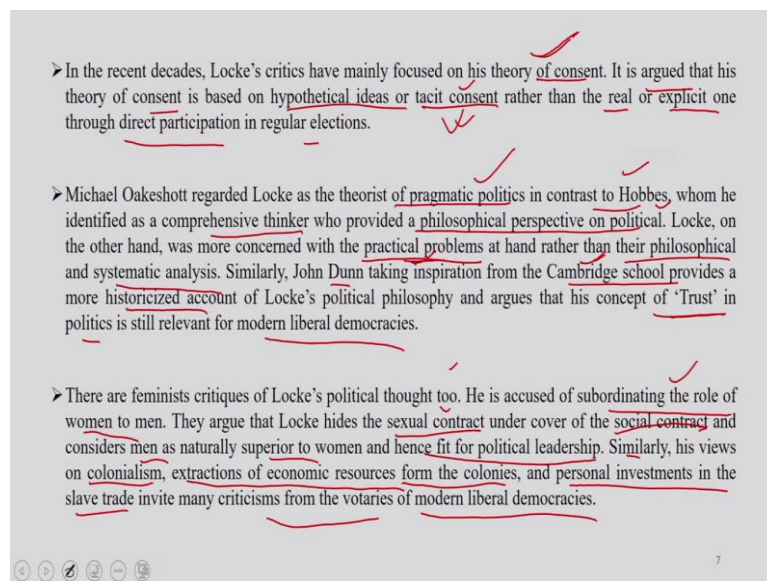 ➢In the recent decades, Locke's critics have mainly focused on his theory of consent. It is argued that his
theory of consent is based on hypothetical ideas or tacit consent rather than the real or explicit one
through direct participation in regular elections.
➢Michael Oakeshott regarded Locke as the theorist of pragmatic politics in contrast to Hobbes, whom he
identified as a comprehensive thinker who provided a philosophical perspective on political. Locke, on
the other hand, was more concerned with the practical problems at hand rather than their philosophical
and systematic analysis. Similarly, John Dunn taking inspiration from the Cambridge school provides a
more historicized account of Locke's political philosophy and argues that his concept of 'Trust' in
politics is still relevant for modern liberal democracies.
➢There are feminists critiques of Locke's political thought too. He is accused of subordinating the role of
women to men. They argue that Locke hides the sexual contract under cover of the social contract and
considers men as naturally superior to women and hence fit for political leadership. Similarly, his views
on colonialism, extractions of economic resources form the colonies, and personal investments in the
slave trade invite many criticisms from the votaries of modern liberal democracies.
7